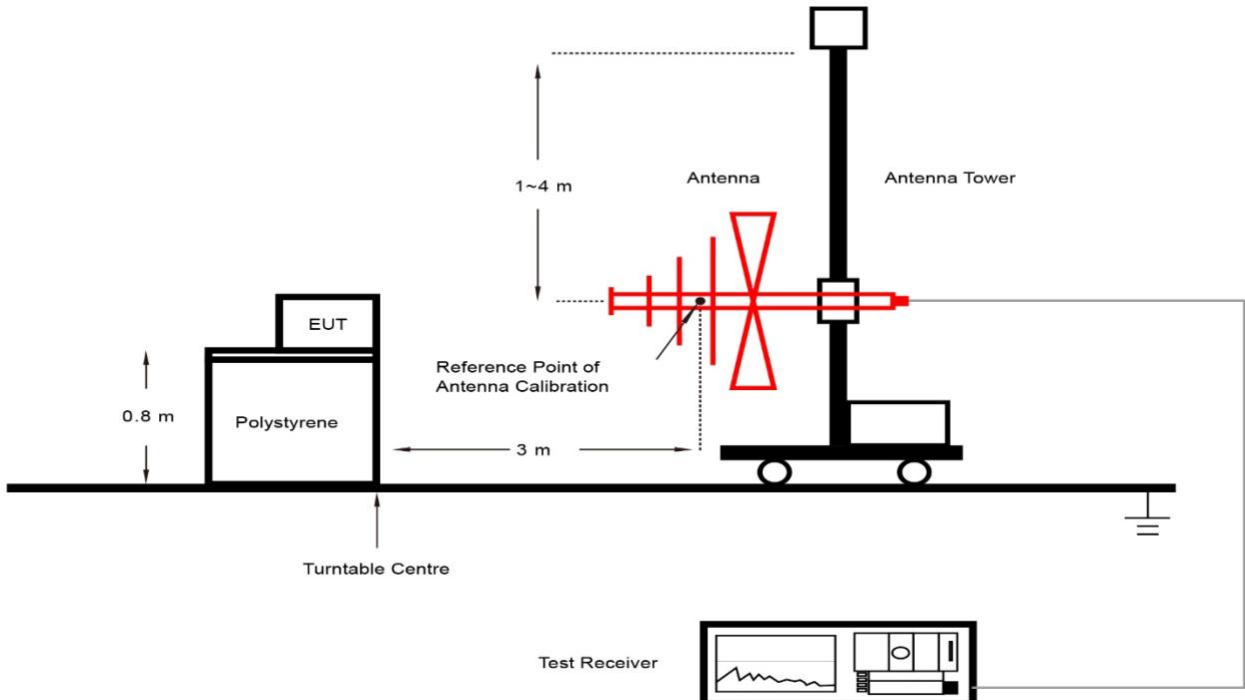 Antenna
Antenna Tower
1~4 m
EUT
Reference Point of
Antenna Calibration
0.8 m
Polystyrene
3 m
Turntable Centre
Test Receiver